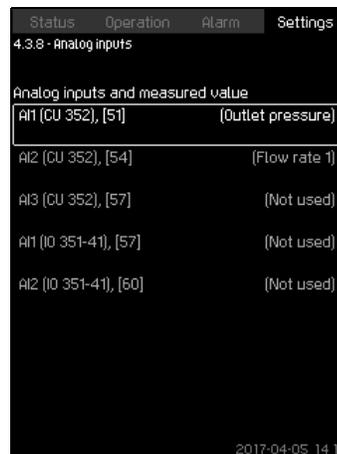 Status Operation Alarm Settings
4.3.8 - Analog inputs
Analog inputs and measured value
AI1 (CU 352), [51] (Outlet pressure)
AI2 (CU 352), [54] (Flow rate 1)
AI3 (CU 352), [57] (Not used)
AI1 (IO 351-41), [57] (Not used)
AI2 (IO 351-41), [60] (Not used)
2017-04-05 14:1